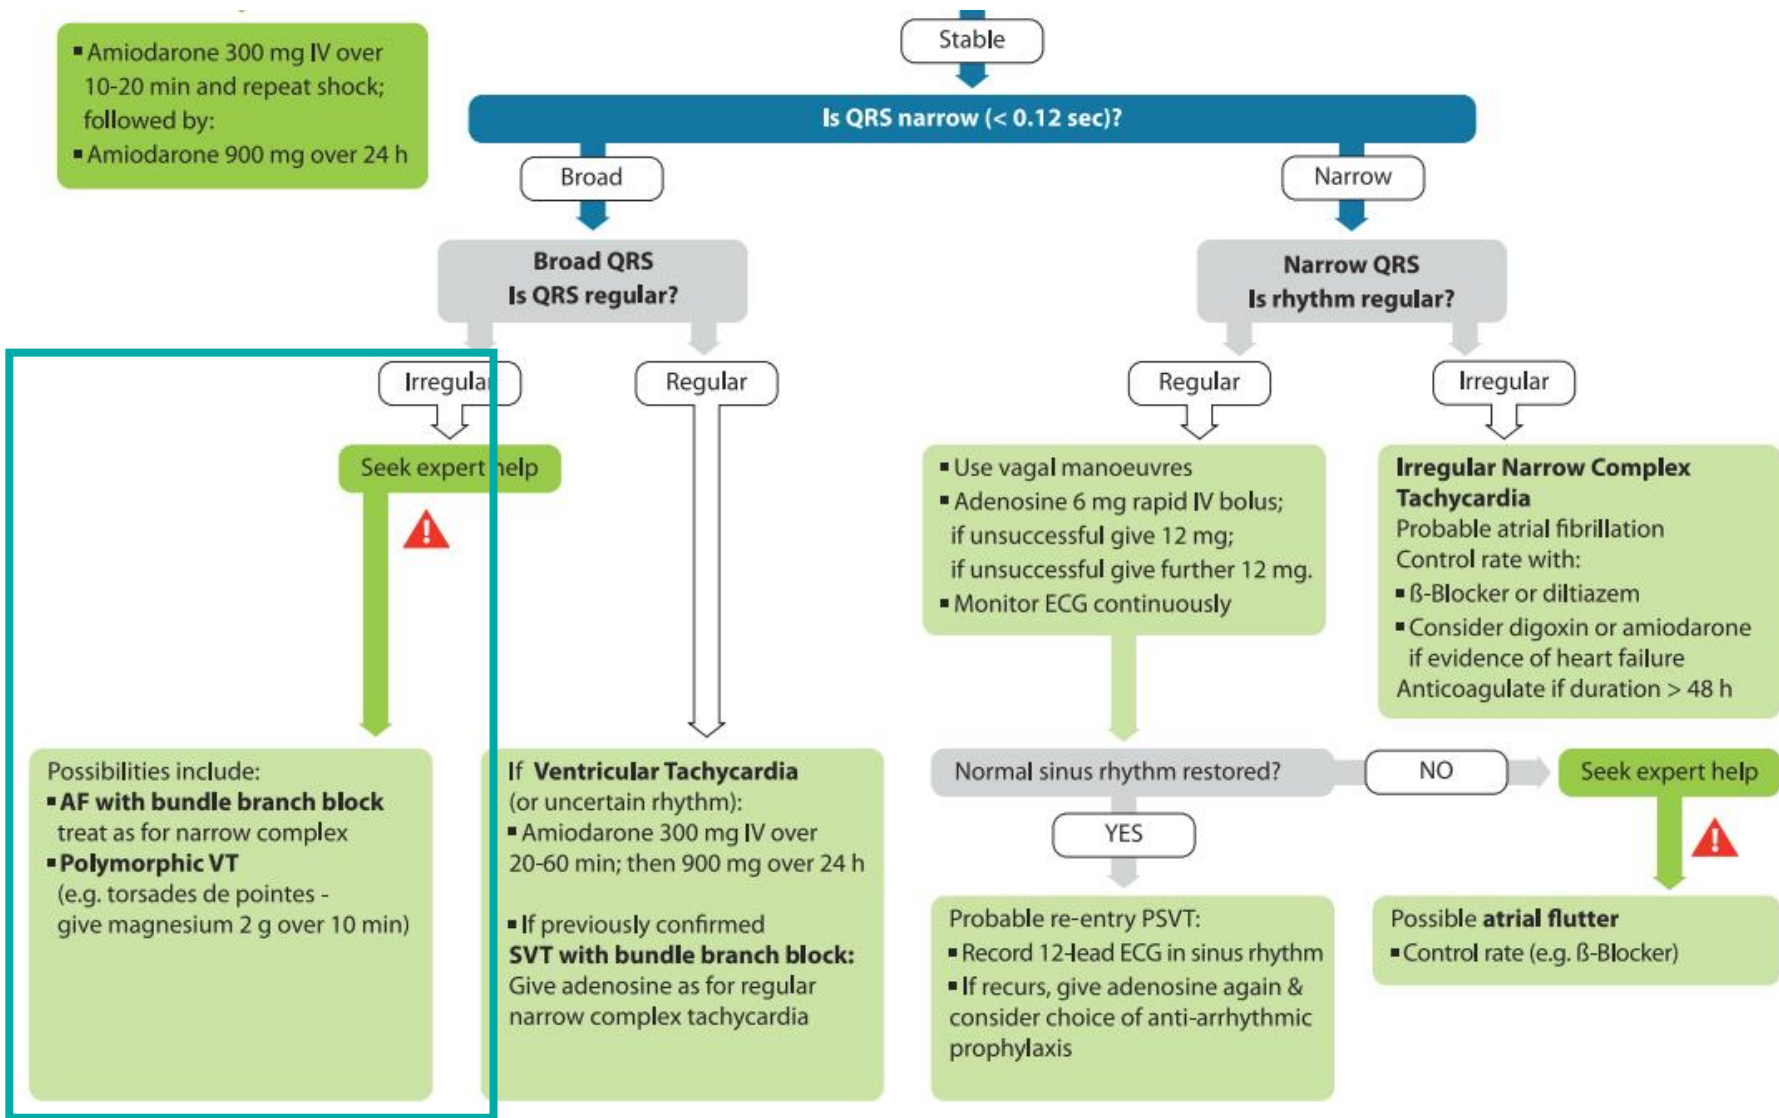 ▪ Amiodarone 300 mg IV over
10-20 min and repeat shock;
followed by:
▪ Amiodarone 900 mg over 24 h
Stable
Is QRS narrow (< 0.12 sec)?
Broad
Narrow
Broad QRS
Is QRS regular?
Narrow QRS
Is rhythm regular?
Irregular
Regular
Regular
Irregular
Seek expert help
!
▪ Use vagal manoeuvres
▪ Adenosine 6 mg rapid IV bolus;
if unsuccessful give 12 mg;
if unsuccessful give further 12 mg.
▪ Monitor ECG continuously
Irregular Narrow Complex
Tachycardia
Probable atrial fibrillation
Control rate with:
▪ ß-Blocker or diltiazem
▪ Consider digoxin or amiodarone
if evidence of heart failure
Anticoagulate if duration > 48 h
Possibilities include:
▪ AF with bundle branch block
treat as for narrow complex
▪ Polymorphic VT
(e.g. torsades de pointes -
give magnesium 2 g over 10 min)
If Ventricular Tachycardia
(or uncertain rhythm):
▪ Amiodarone 300 mg IV over
20-60 min; then 900 mg over 24 h
▪ If previously confirmed
SVT with bundle branch block:
Give adenosine as for regular
narrow complex tachycardia
Normal sinus rhythm restored?
NO
Seek expert help
YES
!
Probable re-entry PSVT:
▪ Record 12-lead ECG in sinus rhythm
▪ If recurs, give adenosine again &
consider choice of anti-arrhythmic
prophylaxis
Possible atrial flutter
▪ Control rate (e.g. ß-Blocker)